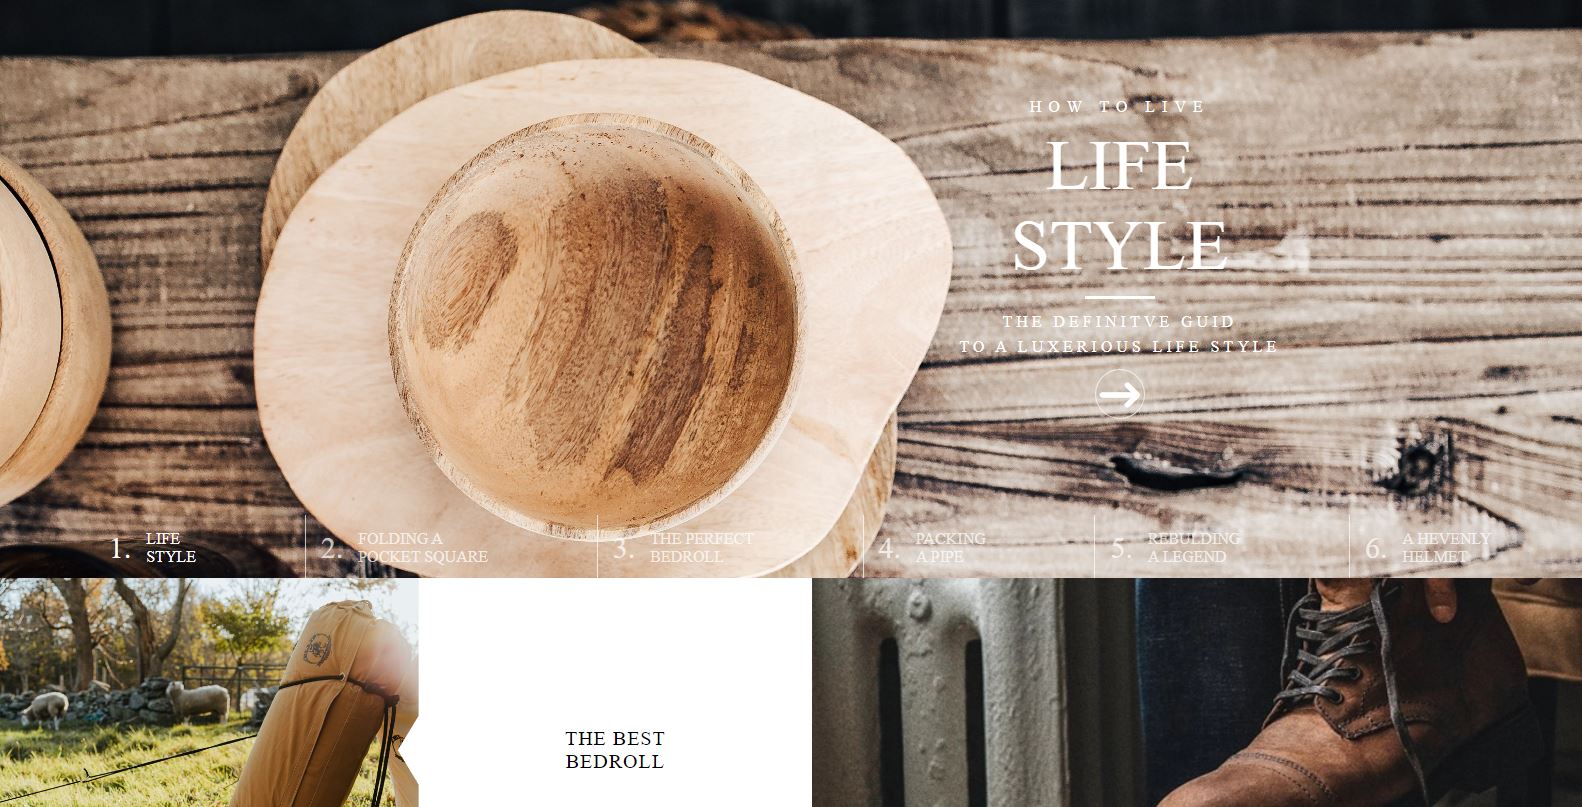 HOW TO LIVE
LIFE
STYLE
THE DEFINITVE GUID
TO A LUXERIOUS LIFE STYLE
1. LIFE
STYLE
2. FOLDING A
POCKET SQUARE
3. THE PERFECT
BEDROLL
4. PACKING
A PIPE
5. REBULDING
A LEGEND
6. A HEVENLY
HELMET
THE BEST
BEDROLL